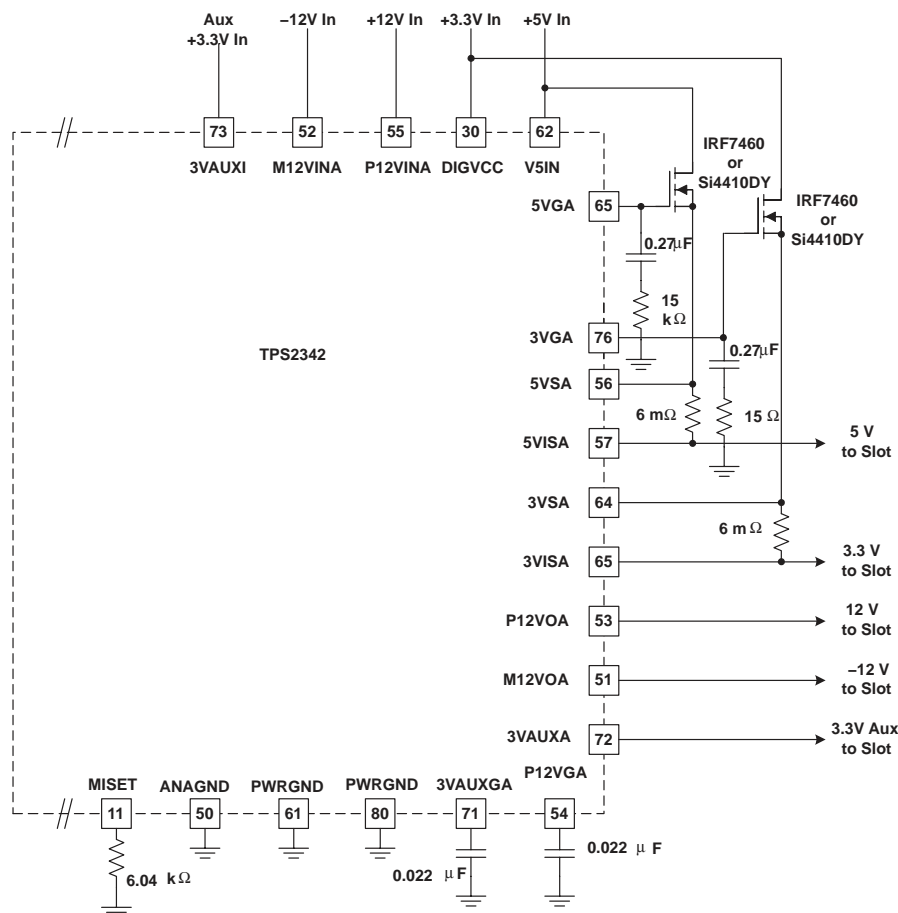 Aux
+3.3V In
–12V In
+12V In
+3.3V In
+5V In
73
52
55
30
62
3VAUXI
M12VINA
P12VINA
DIGVCC
V5IN
IRF7460
or
Si4410DY
IRF7460
or
Si4410DY
5VGA
65
0.27μF
15
kΩ
3VGA
76
0.27μF
TPS2342
5VSA
56
6 mΩ
15 Ω
5VISA
57
5 V
to Slot
3VSA
64
6 mΩ
3VISA
65
3.3 V
to Slot
P12VOA
53
12 V
to Slot
M12VOA
51
–12 V
to Slot
3VAUXA
72
3.3V Aux
to Slot
MISET
ANAGND
PWRGND
PWRGND
3VAUXGA
P12VGA
11
50
61
80
71
54
6.04 kΩ
0.022 μF
0.022 μF